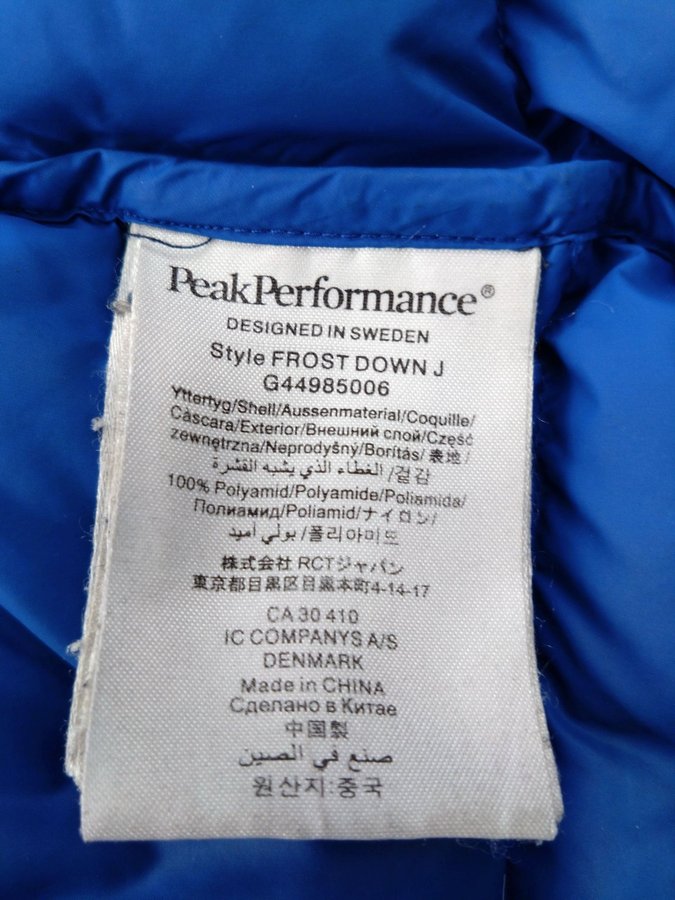 PeakPerformance®
DESIGNED IN SWEDEN
Style FROST DOWN J
G44985006
Yttertyg/Shell/Aussenmaterial/Coquille/
Càscara/Exterior/Внешний слой/Część
zewnętrzna/Neprodyšný/Borítás/表地/
الغطاء الذي يشبه القشرة/겉감
100% Polyamid/Polyamide/Poliamida/
Полиамид/Poliamid/ナイロン/
بولي أميد/폴리아미드
株式会社 RCTジャパン
東京都目黒区目黒本町4-14-17
CA 30 410
IC COMPANYS A/S
DENMARK
Made in CHINA
Сделано в Китае
中国製
صنع في الصين
원산지:중국